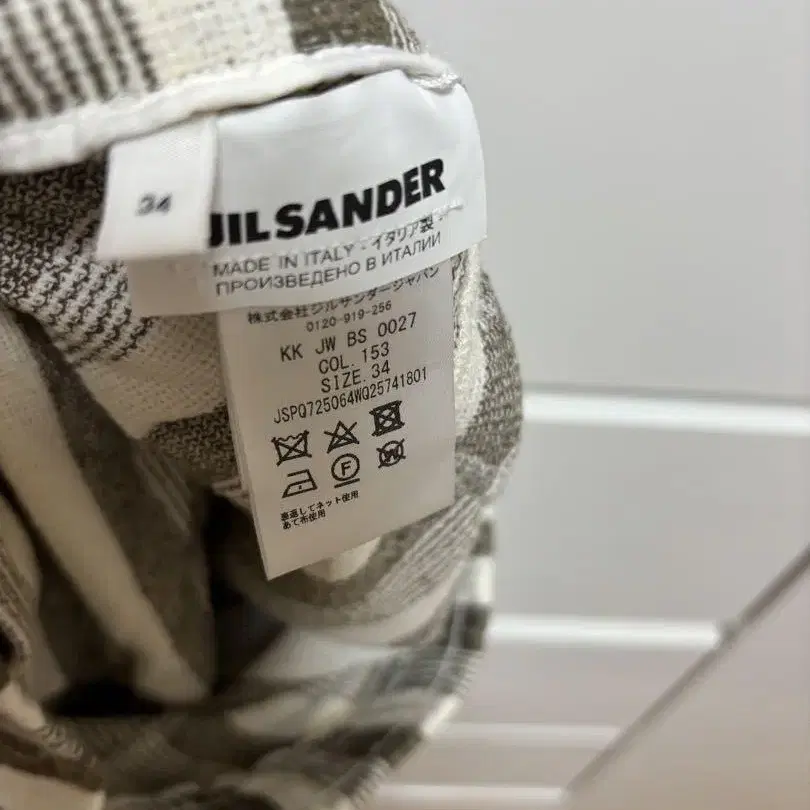 34
JIL SANDER
MADE IN ITALY - イタリア製
ПРОИЗВЕДЕНО В ИТАЛИИ
株式会社ジルサンダージャパン
0120-919-256
KK JW BS 0027
COL. 153
SIZE. 34
JSPQ725064WQ25741801
F
W
裏返してネット使用
あて布使用